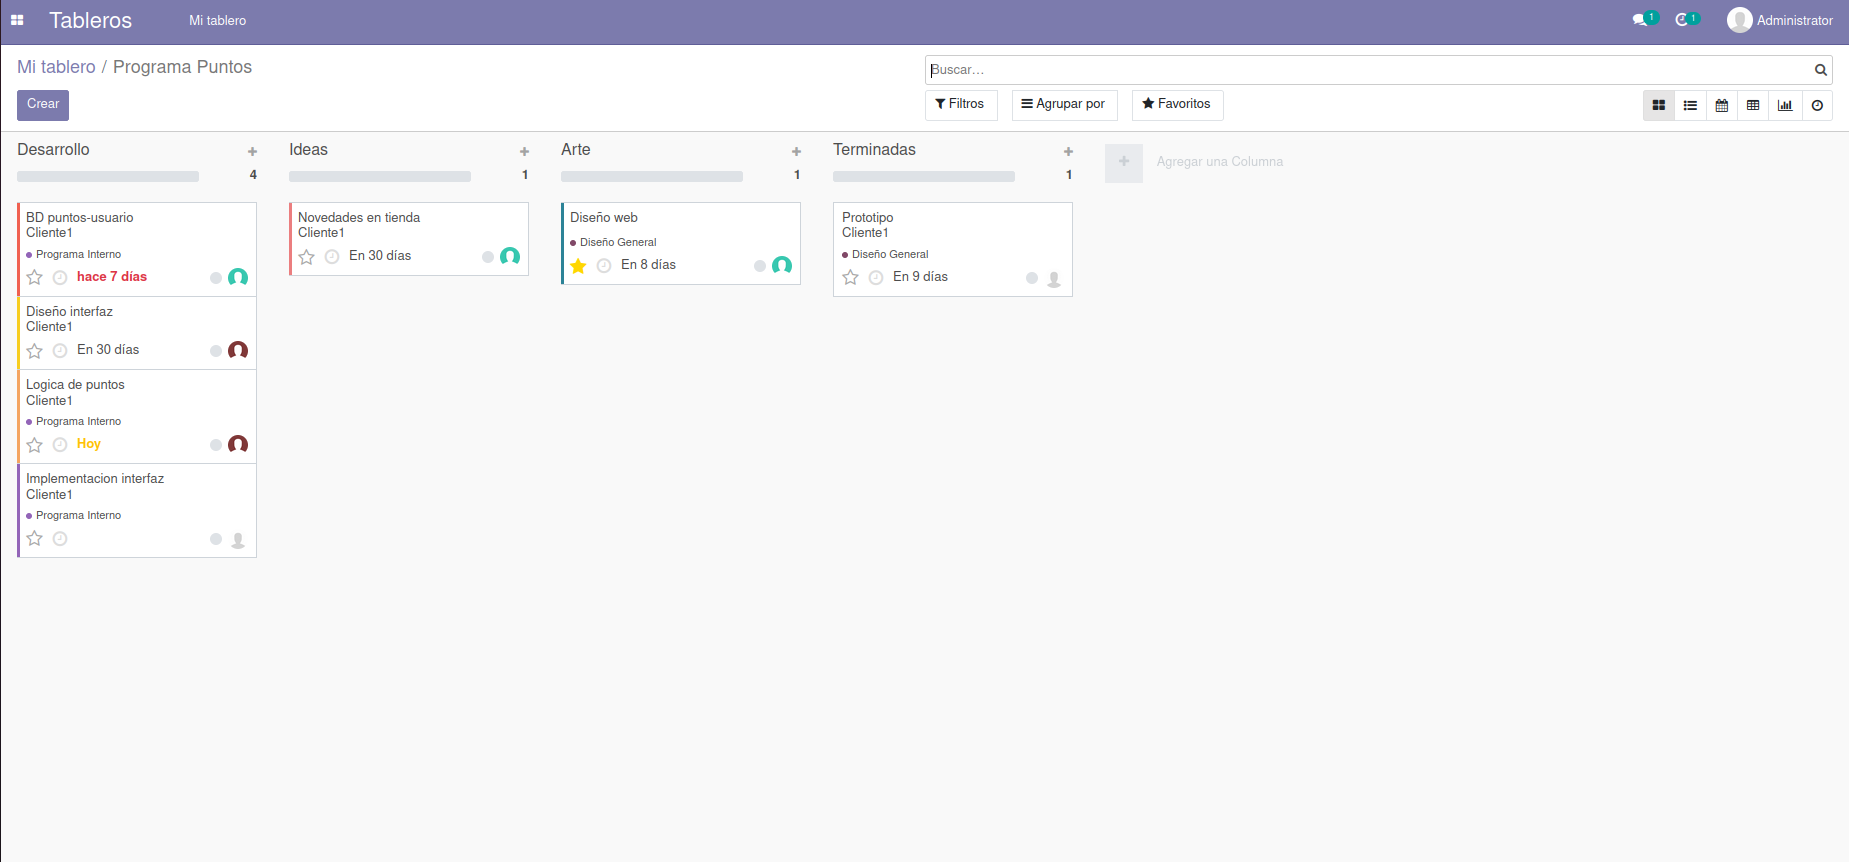 Tableros
Mi tablero
1
1
Administrator
Mi tablero / Programa Puntos
Buscar...
Crear
Filtros
Agrupar por
Favoritos
Desarrollo
4
BD puntos-usuario
Cliente1
Programa Interno
hace 7 días
Diseño interfaz
Cliente1
En 30 días
Logica de puntos
Cliente1
Programa Interno
Hoy
Implementacion interfaz
Cliente1
Programa Interno
Ideas
1
Novedades en tienda
Cliente1
En 30 días
Arte
1
Diseño web
Diseño General
En 8 días
Terminadas
1
Prototipo
Cliente1
Diseño General
En 9 días
Agregar una Columna